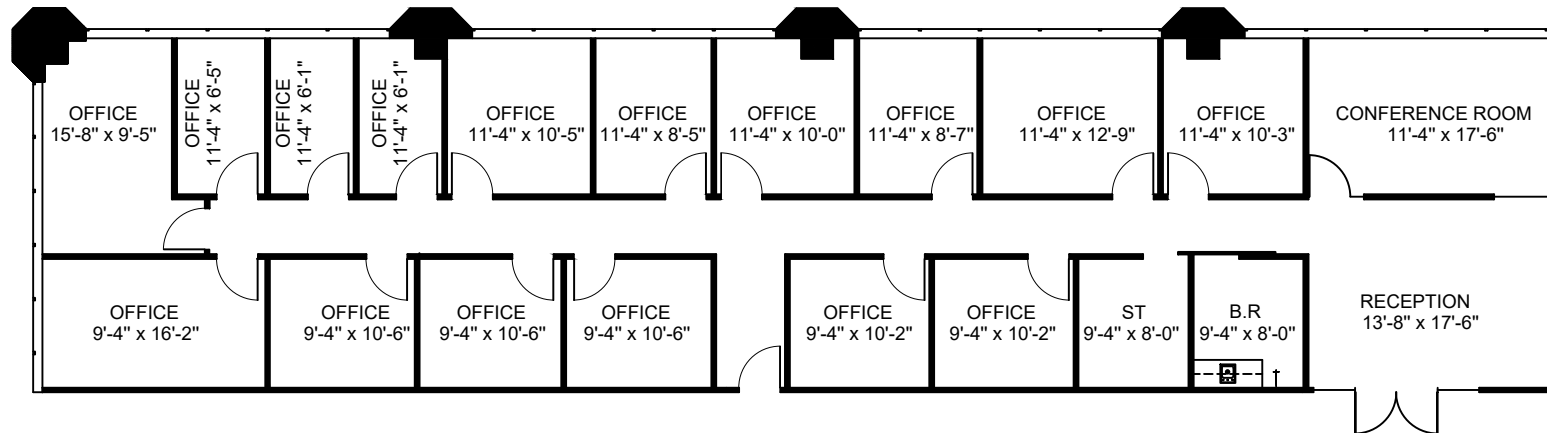 OFFICE
15'-8" x 9'-5"
OFFICE
11'-4" x 6'-5"
OFFICE
11'-4" x 6'-1"
OFFICE
11'-4" x 6'-1"
OFFICE
11'-4" x 10'-5"
OFFICE
11'-4" x 8'-5"
OFFICE
11'-4" x 10'-0"
OFFICE
11'-4" x 8'-7"
OFFICE
11'-4" x 12'-9"
OFFICE
11'-4" x 10'-3"
CONFERENCE ROOM
11'-4" x 17'-6"
OFFICE
9'-4" x 16'-2"
OFFICE
9'-4" x 10'-6"
OFFICE
9'-4" x 10'-6"
OFFICE
9'-4" x 10'-6"
OFFICE
9'-4" x 10'-2"
OFFICE
9'-4" x 10'-2"
ST
9'-4" x 8'-0"
B.R
9'-4" x 8'-0"
RECEPTION
13'-8" x 17'-6"